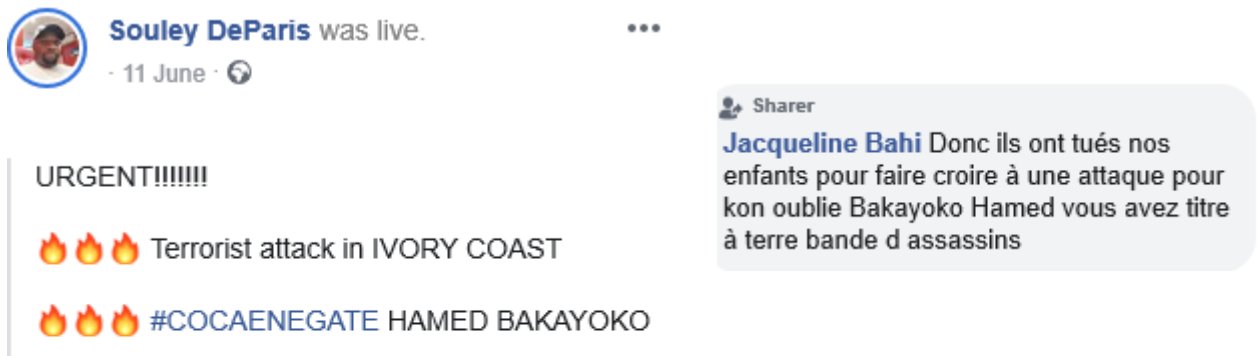 Souley DeParis was live.
· 11 June ·
URGENT!!!!!!!
🔥🔥🔥 Terrorist attack in IVORY COAST
🔥🔥🔥 #COCAENEGATE HAMED BAKAYOKO
Sharer
Jacqueline Bahi Donc ils ont tués nos
enfants pour faire croire à une attaque pour
kon oublie Bakayoko Hamed vous avez titre
à terre bande d assassins